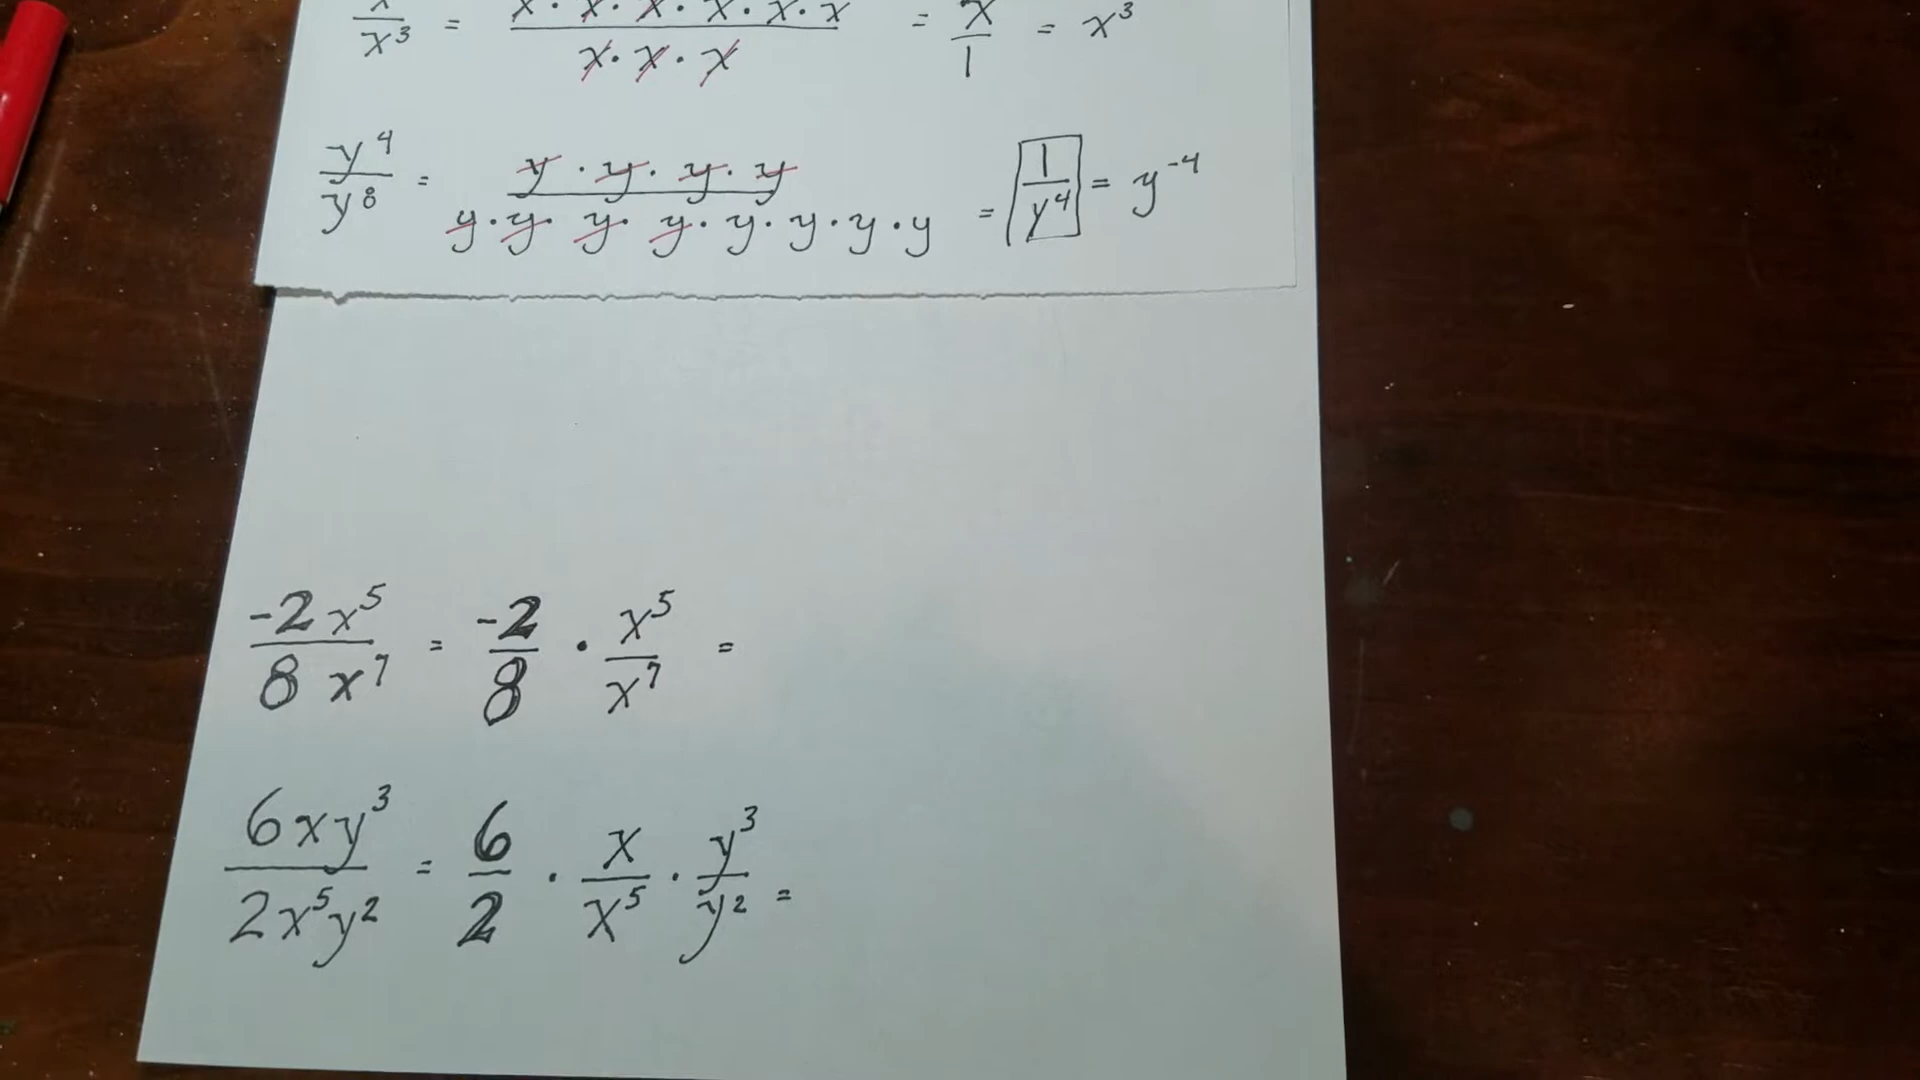 x/x³ = x · x · x · x · x · x / x · x · x = x/1 = x³
y⁴/y⁸ = y · y · y · y / y · y · y · y · y · y · y · y = 1/y⁴ = y⁻⁴
-2x⁵/8x⁷ = -2/8 · x⁵/x⁷ =
6xy³/2x⁵y² = 6/2 · x/x⁵ · y³/y² =